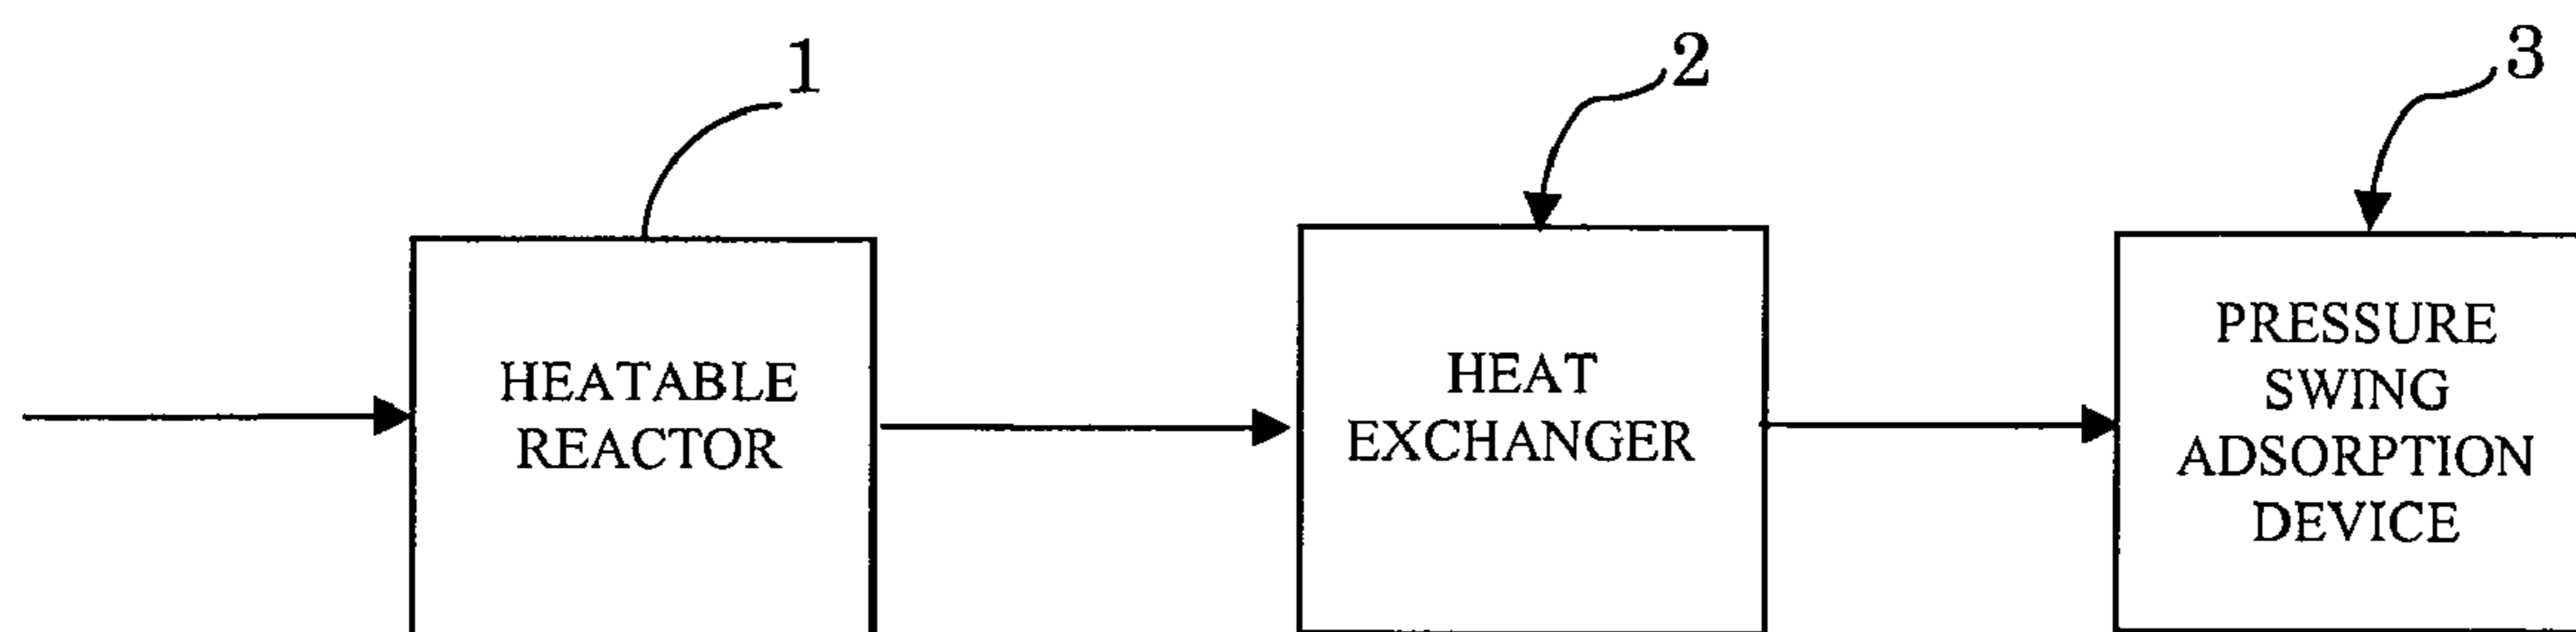 1
2
3
HEATABLE
REACTOR
HEAT
EXCHANGER
PRESSURE
SWING
ADSORPTION
DEVICE